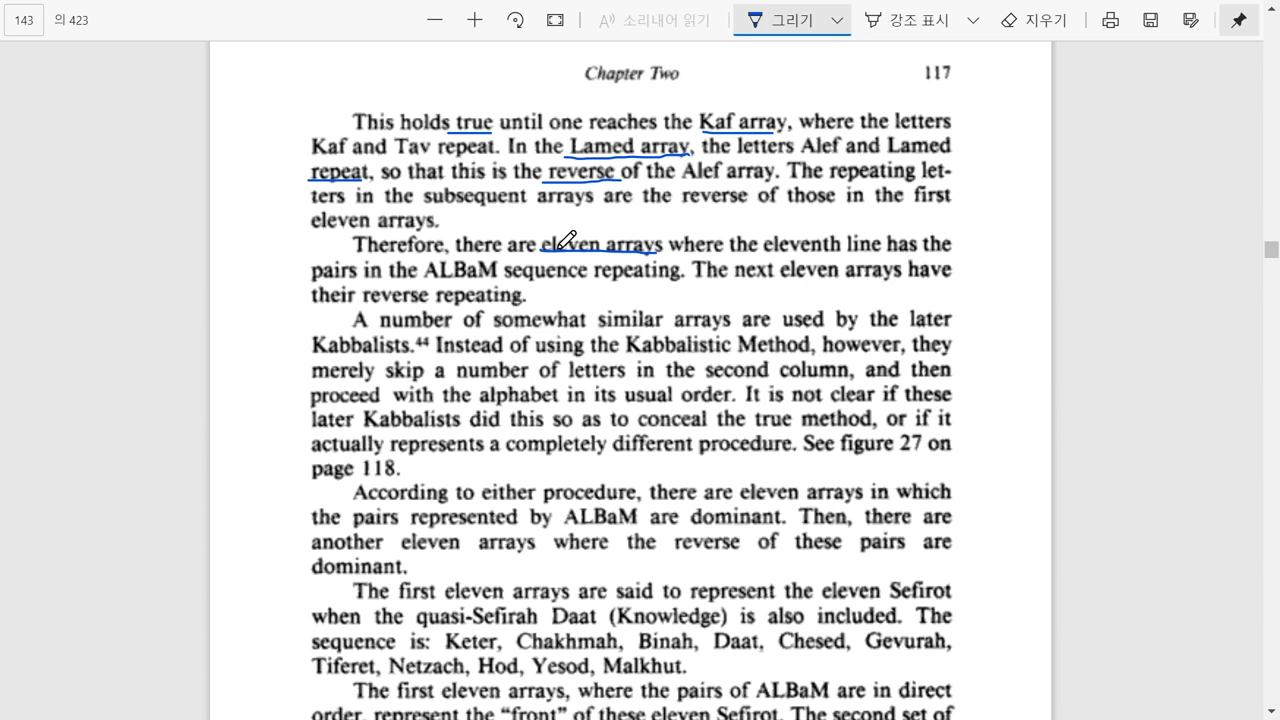 143 의 423 소리내어 읽기 그리기 강조 표시 지우기
Chapter Two 117
This holds true until one reaches the Kaf array, where the letters
Kaf and Tav repeat. In the Lamed array, the letters Alef and Lamed
repeat, so that this is the reverse of the Alef array. The repeating let-
ters in the subsequent arrays are the reverse of those in the first
eleven arrays.
Therefore, there are eleven arrays where the eleventh line has the
pairs in the ALBaM sequence repeating. The next eleven arrays have
their reverse repeating.
A number of somewhat similar arrays are used by the later
Kabbalists.⁴⁴ Instead of using the Kabbalistic Method, however, they
merely skip a number of letters in the second column, and then
proceed with the alphabet in its usual order. It is not clear if these
later Kabbalists did this so as to conceal the true method, or if it
actually represents a completely different procedure. See figure 27 on
page 118.
According to either procedure, there are eleven arrays in which
the pairs represented by ALBaM are dominant. Then, there are
another eleven arrays where the reverse of these pairs are
dominant.
The first eleven arrays are said to represent the eleven Sefirot
when the quasi-Sefirah Daat (Knowledge) is also included. The
sequence is: Keter, Chakhmah, Binah, Daat, Chesed, Gevurah,
Tiferet, Netzach, Hod, Yesod, Malkhut.
The first eleven arrays, where the pairs of ALBaM are in direct
order, represent the "front" of these eleven Sefirot. The second set of